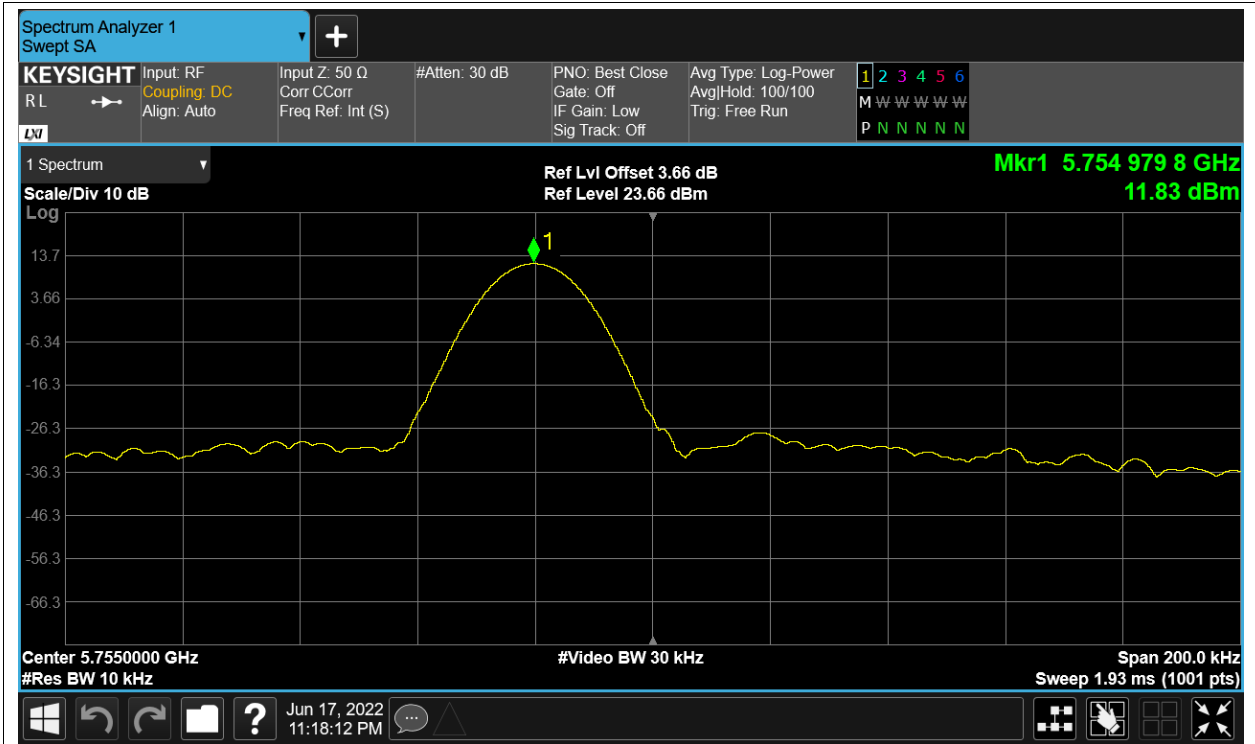 Spectrum Analyzer 1
Swept SA
KEYSIGHT
R L
LXI
Input: RF
Coupling: DC
Align: Auto
Input Z: 50 Ω
Corr CCorr
Freq Ref: Int (S)
#Atten: 30 dB
PNO: Best Close
Gate: Off
IF Gain: Low
Sig Track: Off
Avg Type: Log-Power
Avg|Hold: 100/100
Trig: Free Run
1 2 3 4 5 6
M W W W W W
P N N N N N
1 Spectrum
Scale/Div 10 dB
Ref Lvl Offset 3.66 dB
Ref Level 23.66 dBm
Mkr1 5.754 979 8 GHz
11.83 dBm
Log
1
13.7
3.66
-6.34
-16.3
-26.3
-36.3
-46.3
-56.3
-66.3
Center 5.7550000 GHz
#Video BW 30 kHz
Span 200.0 kHz
#Res BW 10 kHz
Sweep 1.93 ms (1001 pts)
?
Jun 17, 2022
11:18:12 PM